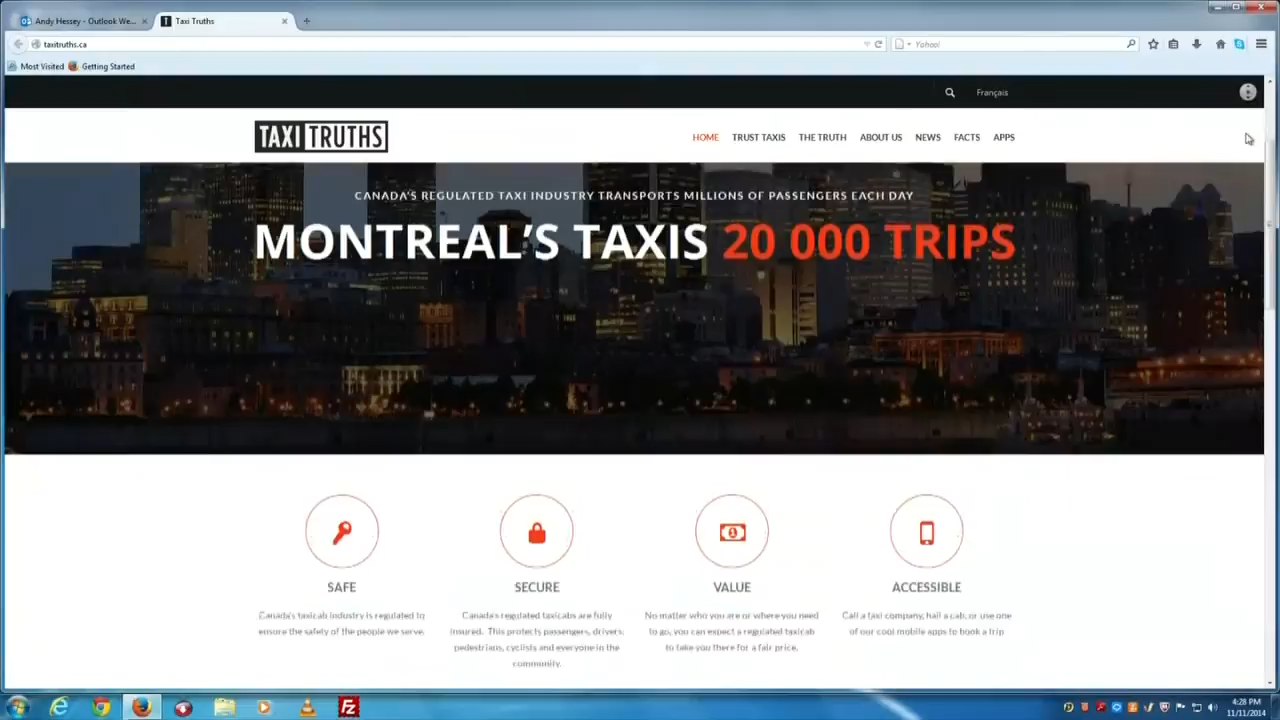 Andy Hessey - Outlook We...
Taxi Truths
taxitruths.ca
Yahoo!
Most Visited
Getting Started
Français
TAXI TRUTHS
HOME
TRUST TAXIS
THE TRUTH
ABOUT US
NEWS
FACTS
APPS
CANADA'S REGULATED TAXI INDUSTRY TRANSPORTS MILLIONS OF PASSENGERS EACH DAY
MONTREAL'S TAXIS 20 000 TRIPS
SAFE
Canada's taxicab industry is regulated to
ensure the safety of the people we serve.
SECURE
Canada's regulated taxicabs are fully
insured. This protects passengers, drivers,
pedestrians, cyclists and everyone in the
community.
VALUE
No matter who you are or where you need
to go, you can expect a regulated taxicab
to take you there for a fair price.
ACCESSIBLE
Call a taxi company, hail a cab, or use one
of our cool mobile apps to book a trip
4:28 PM
11/11/2014